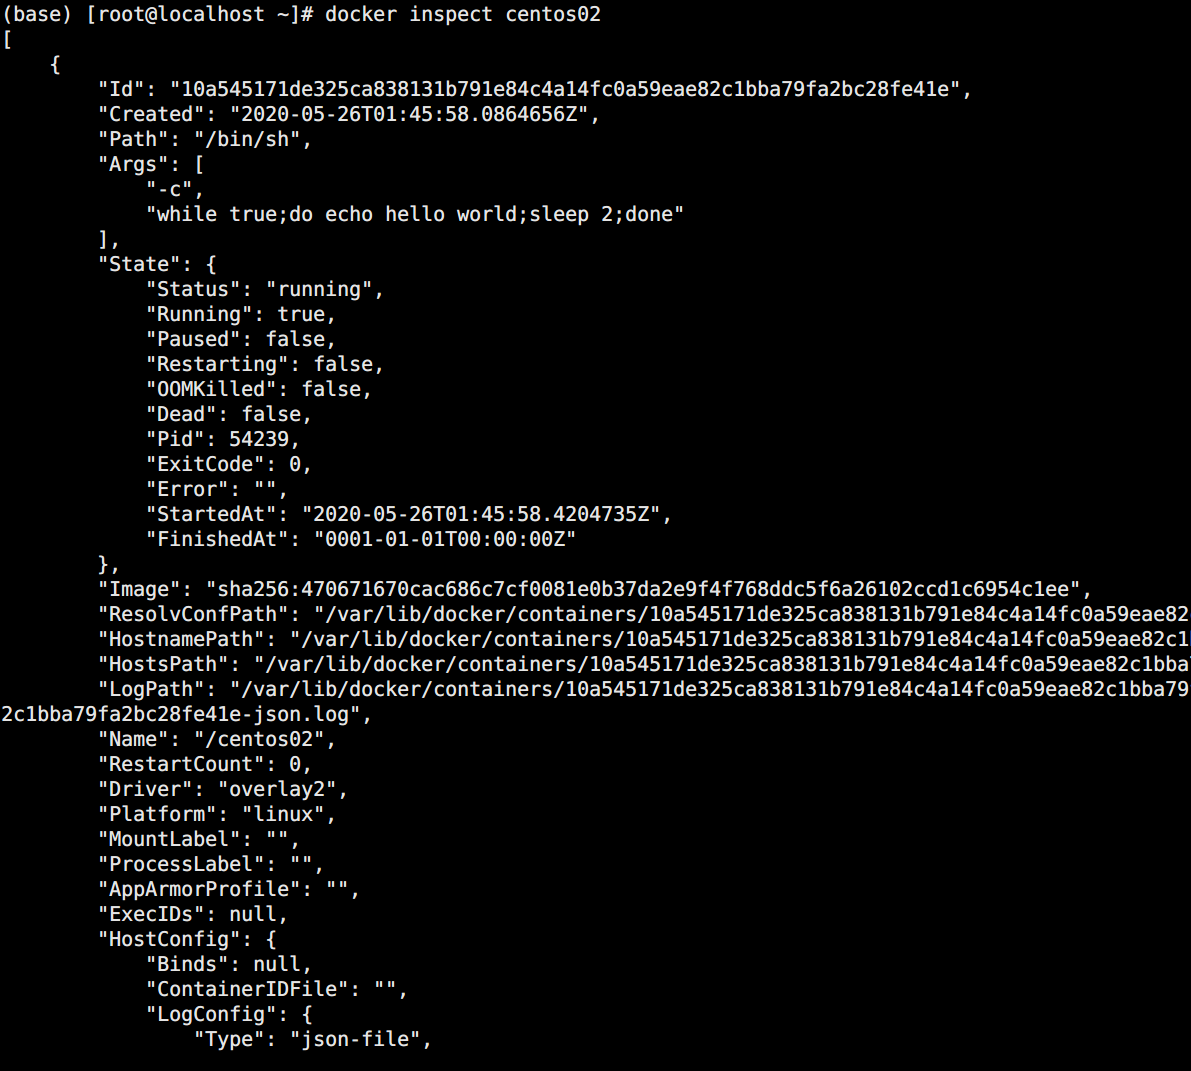 (base) [root@localhost ~]# docker inspect centos02
[
    {
        "Id": "10a545171de325ca838131b791e84c4a14fc0a59eae82c1bba79fa2bc28fe41e",
        "Created": "2020-05-26T01:45:58.0864656Z",
        "Path": "/bin/sh",
        "Args": [
            "-c",
            "while true;do echo hello world;sleep 2;done"
        ],
        "State": {
            "Status": "running",
            "Running": true,
            "Paused": false,
            "Restarting": false,
            "OOMKilled": false,
            "Dead": false,
            "Pid": 54239,
            "ExitCode": 0,
            "Error": "",
            "StartedAt": "2020-05-26T01:45:58.4204735Z",
            "FinishedAt": "0001-01-01T00:00:00Z"
        },
        "Image": "sha256:470671670cac686c7cf0081e0b37da2e9f4f768ddc5f6a26102ccd1c6954c1ee",
        "ResolvConfPath": "/var/lib/docker/containers/10a545171de325ca838131b791e84c4a14fc0a59eae82
        "HostnamePath": "/var/lib/docker/containers/10a545171de325ca838131b791e84c4a14fc0a59eae82c1
        "HostsPath": "/var/lib/docker/containers/10a545171de325ca838131b791e84c4a14fc0a59eae82c1bba
        "LogPath": "/var/lib/docker/containers/10a545171de325ca838131b791e84c4a14fc0a59eae82c1bba79
2c1bba79fa2bc28fe41e-json.log",
        "Name": "/centos02",
        "RestartCount": 0,
        "Driver": "overlay2",
        "Platform": "linux",
        "MountLabel": "",
        "ProcessLabel": "",
        "AppArmorProfile": "",
        "ExecIDs": null,
        "HostConfig": {
            "Binds": null,
            "ContainerIDFile": "",
            "LogConfig": {
                "Type": "json-file",